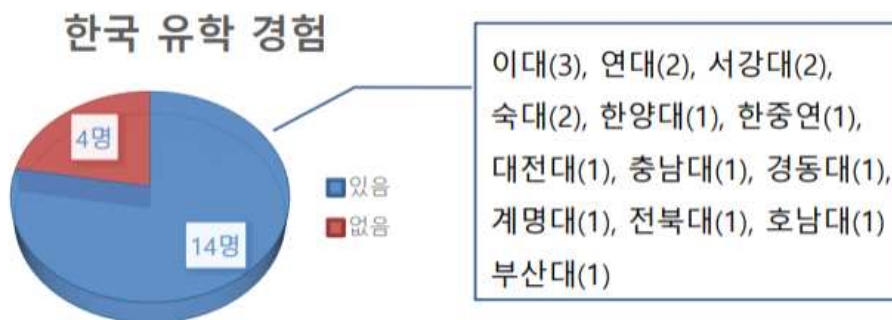 한국 유학 경험
4명
14명
있음
없음
이대(3), 연대(2), 서강대(2),
숙대(2), 한양대(1), 한중연(1),
대전대(1), 충남대(1), 경동대(1),
계명대(1), 전북대(1), 호남대(1)
부산대(1)